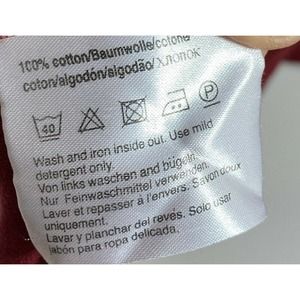 100% cotton/Baumwolle/cotone
coton/algodón/algodão/хлопок
40 P
Wash and iron inside out. Use mild
detergent only.
Von links waschen und bügeln.
Nur Feinwaschmittel verwenden.
Laver et repasser à l'envers. Savon doux
uniquement.
Lavar y planchar del reves. Solo usar
jabón para ropa delicada.